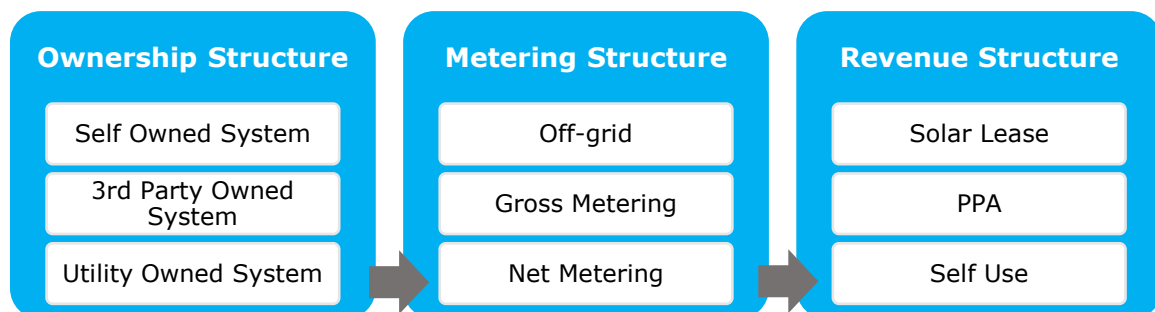 Ownership Structure
Self Owned System
3rd Party Owned
System
Utility Owned System
Metering Structure
Off-grid
Gross Metering
Net Metering
Revenue Structure
Solar Lease
PPA
Self Use